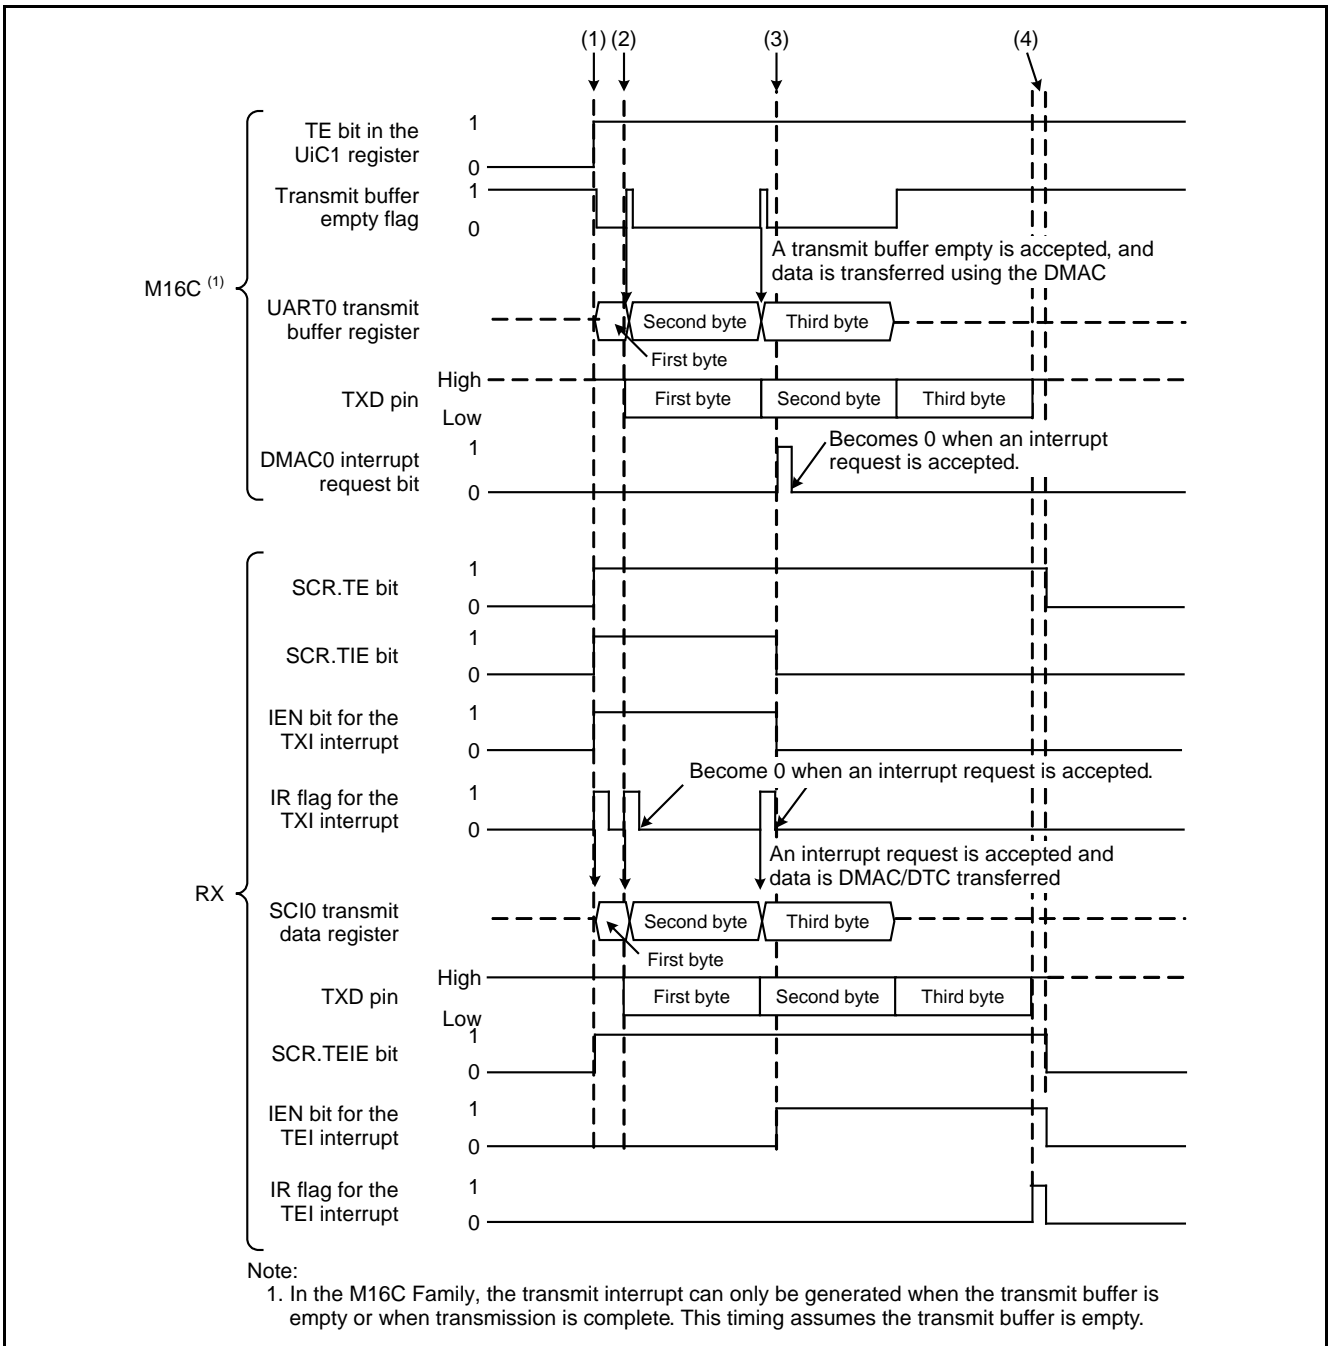 (1) (2) (3) (4)
M16C (1)
TE bit in the
UiC1 register
1
0
Transmit buffer
empty flag
1
0
A transmit buffer empty is accepted, and
data is transferred using the DMAC
UART0 transmit
buffer register
Second byte Third byte
First byte
TXD pin
High
Low
First byte Second byte Third byte
DMAC0 interrupt
request bit
1
0
Becomes 0 when an interrupt
request is accepted.
RX
SCR.TE bit
1
0
SCR.TIE bit
1
0
IEN bit for the
TXI interrupt
1
0
Become 0 when an interrupt request is accepted.
IR flag for the
TXI interrupt
1
0
An interrupt request is accepted and
data is DMAC/DTC transferred
SCI0 transmit
data register
Second byte Third byte
First byte
TXD pin
High
Low
First byte Second byte Third byte
SCR.TEIE bit
1
0
IEN bit for the
TEI interrupt
1
0
IR flag for the
TEI interrupt
1
0
Note:
1. In the M16C Family, the transmit interrupt can only be generated when the transmit buffer is
empty or when transmission is complete. This timing assumes the transmit buffer is empty.